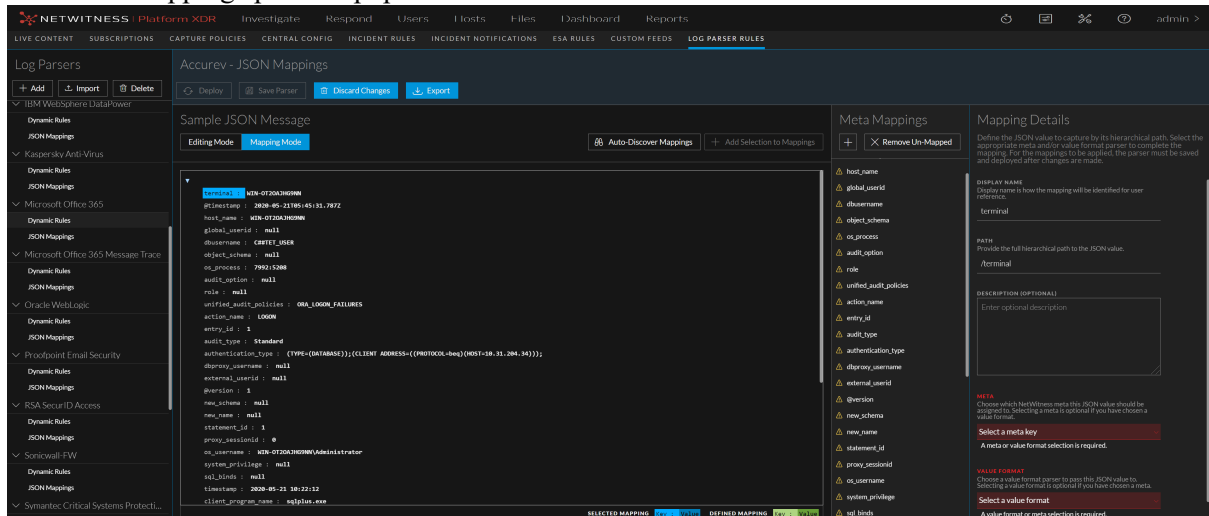 NETWITNESS | Platform XDR Investigate Respond Users Hosts Files Dashboard Reports admin >
LIVE CONTENT SUBSCRIPTIONS CAPTURE POLICIES CENTRAL CONFIG INCIDENT RULES INCIDENT NOTIFICATIONS ESA RULES CUSTOM FEEDS LOG PARSER RULES
Log Parsers
+ Add Import Delete
IBM WebSphere DataPower
Dynamic Rules
JSON Mappings
Kaspersky Anti-Virus
Dynamic Rules
JSON Mappings
Microsoft Office 365
Dynamic Rules
JSON Mappings
Microsoft Office 365 Message Trace
Dynamic Rules
JSON Mappings
Oracle WebLogic
Dynamic Rules
JSON Mappings
Proofpoint Email Security
Dynamic Rules
JSON Mappings
RSA SecurID Access
Dynamic Rules
JSON Mappings
Sonicwall-FW
Dynamic Rules
JSON Mappings
Symantec Critical Systems Protecti...
Accurev - JSON Mappings
Deploy Save Parser Discard Changes Export
Sample JSON Message
Editing Mode Mapping Mode Auto-Discover Mappings + Add Selection to Mappings
terminal : WIN-OT2OAJHG9NN
@timestamp : 2020-05-21T05:45:31.787Z
host_name : WIN-OT2OAJHG9NN
global_userid : null
dbusername : C##TET_USER
object_schema : null
os_process : 7992:5208
audit_option : null
role : null
unified_audit_policies : ORA_LOGON_FAILURES
action_name : LOGON
entry_id : 1
audit_type : Standard
authentication_type : (TYPE=(DATABASE));(CLIENT ADDRESS=((PROTOCOL=beq)(HOST=10.31.204.34)));
dbproxy_username : null
external_userid : null
@version : 1
new_schema : null
new_name : null
statement_id : 1
proxy_sessionid : 0
os_username : WIN-OT2OAJHG9NN\Administrator
system_privilege : null
sql_binds : null
timestamp : 2020-05-21 10:22:12
client_program_name : sqlplus.exe
SELECTED MAPPING Key : Value DEFINED MAPPING Key : Value
Meta Mappings
+ Remove Un-Mapped
host_name
global_userid
dbusername
object_schema
os_process
audit_option
role
unified_audit_policies
action_name
entry_id
audit_type
authentication_type
dbproxy_username
external_userid
@version
new_schema
new_name
statement_id
proxy_sessionid
os_username
system_privilege
sql_binds
Mapping Details
Define the JSON value to capture by its hierarchical path. Select the
appropriate meta and/or value format parser to complete the
mapping. For the mappings to be applied, the parser must be saved
and deployed after changes are made.
DISPLAY NAME
Display name is how the mapping will be identified for user
reference.
terminal
PATH
Provide the full hierarchical path to the JSON value.
/terminal
DESCRIPTION (OPTIONAL)
Enter optional description
META
Choose which NetWitness meta this JSON value should be
assigned to. Selecting a meta is optional if you have chosen a
value format.
Select a meta key
A meta or value format selection is required.
VALUE FORMAT
Choose a value format parser to pass this JSON value to.
Selecting a value format is optional if you have chosen a meta.
Select a value format
A value format or meta selection is required.